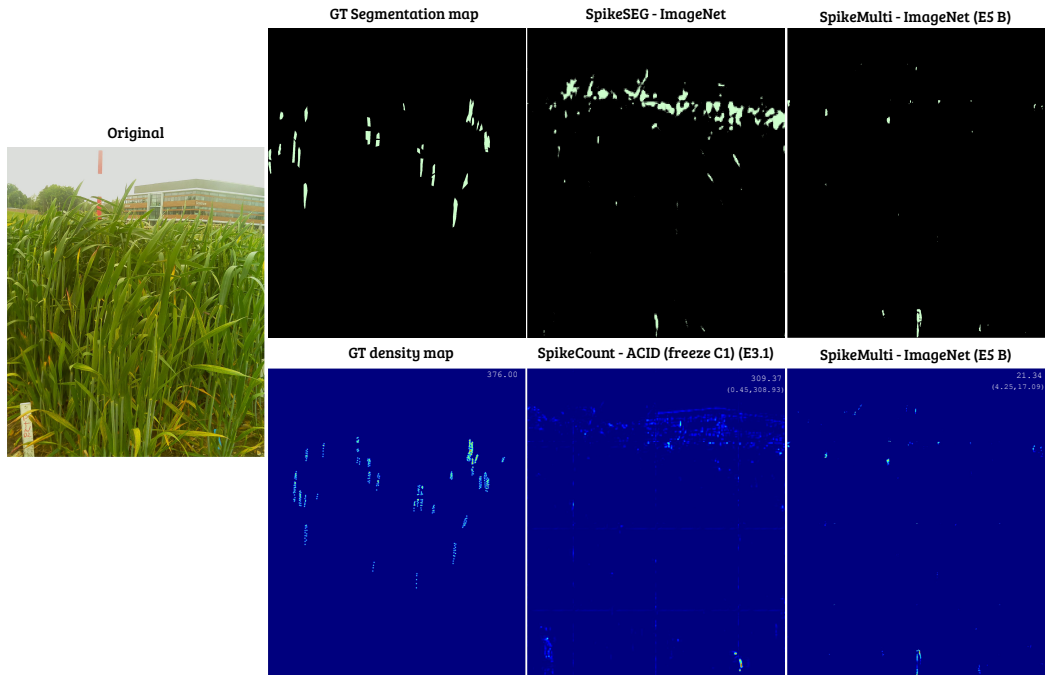 GT Segmentation map
SpikeSEG - ImageNet
SpikeMulti - ImageNet (E5 B)
Original
GT density map
SpikeCount - ACID (freeze C1) (E3.1)
SpikeMulti - ImageNet (E5 B)
376.00
309.37
(0.45,308.93)
21.34
(4.25,17.09)